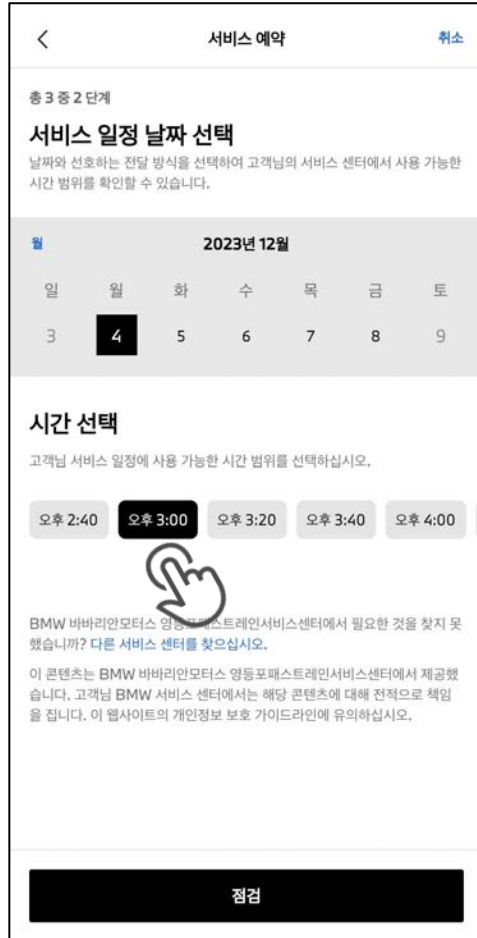 서비스 예약
취소
총 3 중 2 단계
서비스 일정 날짜 선택
날짜와 선호하는 전달 방식을 선택하여 고객님의 서비스 센터에서 사용 가능한
시간 범위를 확인할 수 있습니다.
월
2023년 12월
일 월 화 수 목 금 토
3 4 5 6 7 8 9
시간 선택
고객님 서비스 일정에 사용 가능한 시간 범위를 선택하십시오.
오후 2:40 오후 3:00 오후 3:20 오후 3:40 오후 4:00
BMW 바바리안모터스 영등포패스트레인서비스센터에서 필요한 것을 찾지 못
했습니까? 다른 서비스 센터를 찾으십시오.
이 콘텐츠는 BMW 바바리안모터스 영등포패스트레인서비스센터에서 제공했
습니다. 고객님 BMW 서비스 센터에서는 해당 콘텐츠에 대해 전적으로 책임
을 집니다. 이 웹사이트의 개인정보 보호 가이드라인에 유의하십시오.
점검